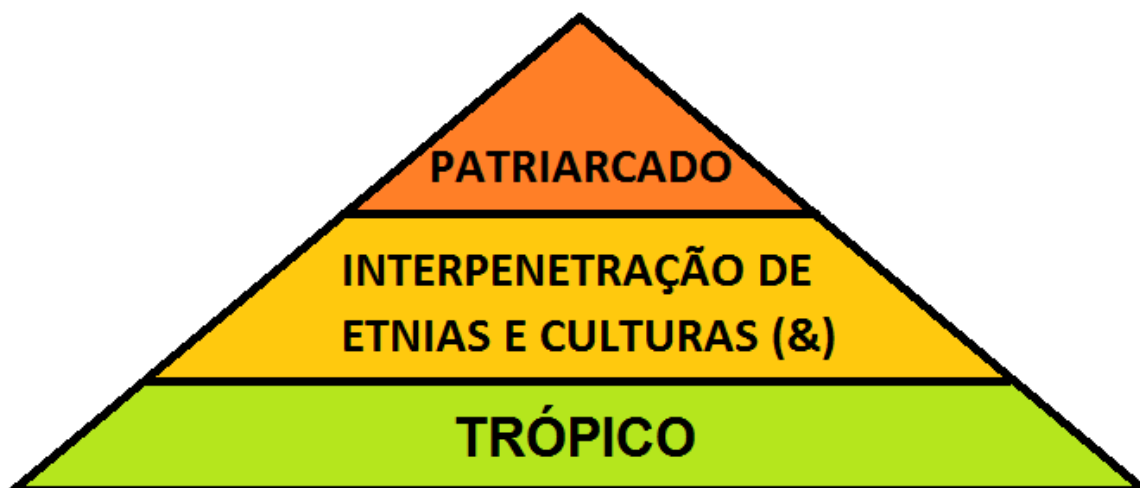 PATRIARCADO
INTERPENETRAÇÃO DE
ETNIAS E CULTURAS (&)
TRÓPICO